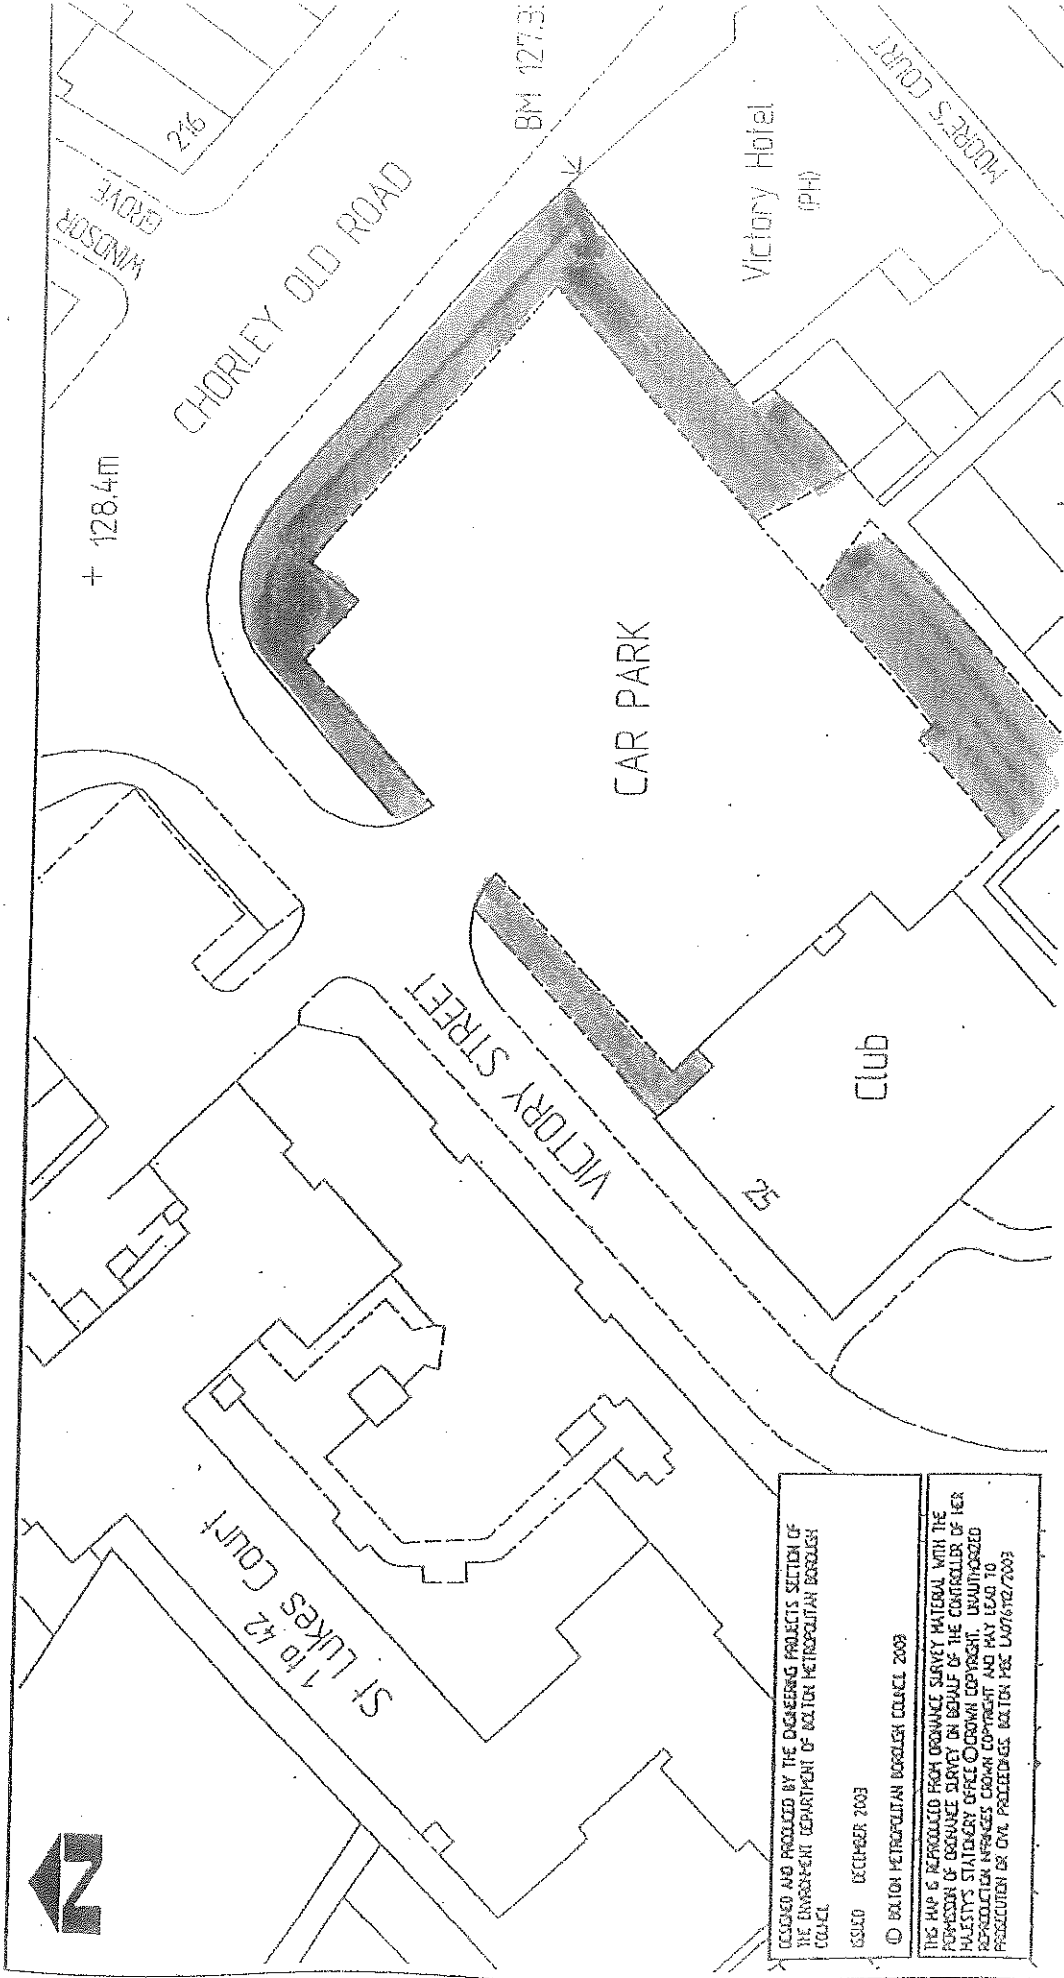 N
216
WINDSOR
GROVE
CHORLEY OLD ROAD
+ 128.4m
BM 127.3
Victory Hotel
(PH)
MOORE'S COURT
CAR PARK
VICTORY STREET
Club
25
1 to 42
St Lukes Court
DESIGNED AND PRODUCED BY THE ENGINEERING PROJECTS SECTION OF
THE ENVIRONMENT DEPARTMENT OF BOLTON METROPOLITAN BOROUGH
COUNCIL
ISSUED DECEMBER 2003
© BOLTON METROPOLITAN BOROUGH COUNCIL 2003
THIS MAP IS REPRODUCED FROM ORDNANCE SURVEY MATERIAL WITH THE
PERMISSION OF ORDNANCE SURVEY ON BEHALF OF THE CONTROLLER OF HER
MAJESTY'S STATIONERY OFFICE © CROWN COPYRIGHT. UNAUTHORIZED
REPRODUCTION INFRINGES CROWN COPYRIGHT AND MAY LEAD TO
PROSECUTION OR CIVIL PROCEEDINGS. BOLTON MBC LA076112/2003